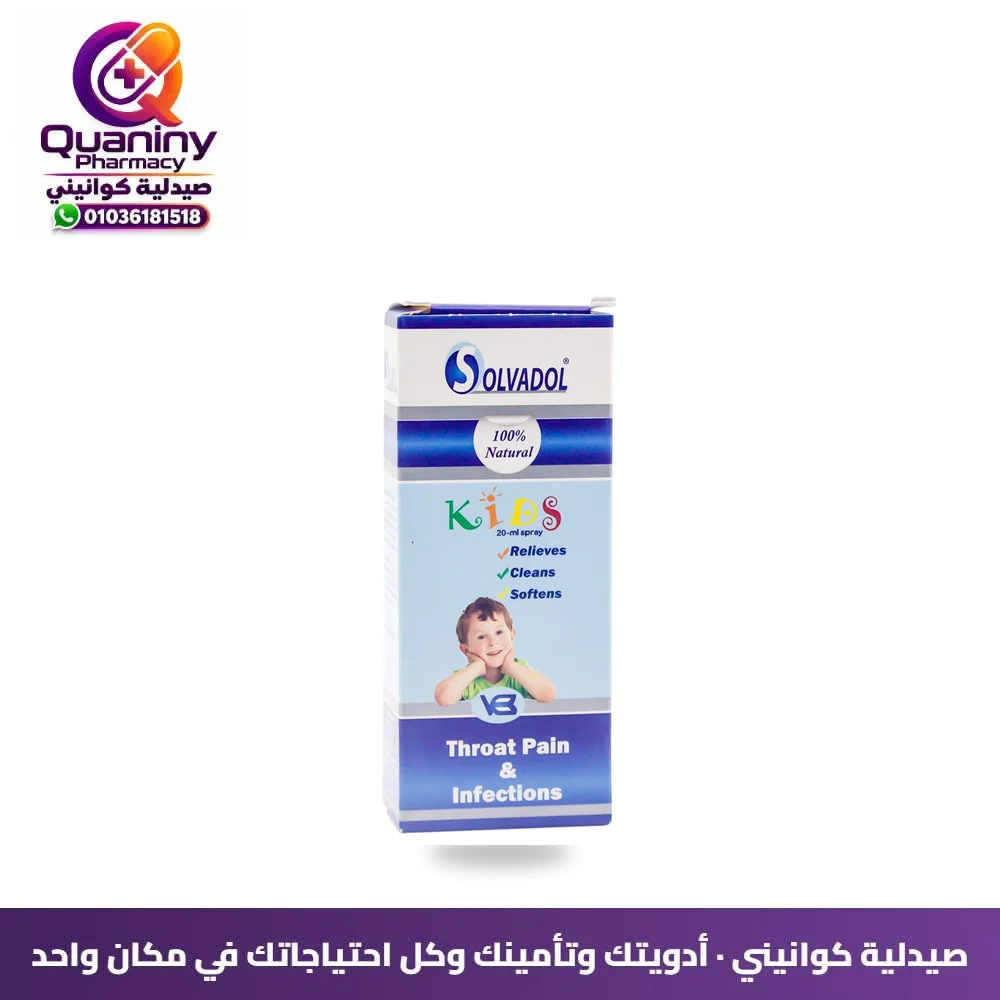 Quaniny
Pharmacy
صيدلية كوانيني
01036181518
SOLVADOL®
100%
Natural
KiDS
20-ml spray
Relieves
Cleans
Softens
VB
Throat Pain
&
Infections
صيدلية كوانيني · أدويتك وتأمينك وكل احتياجاتك في مكان واحد